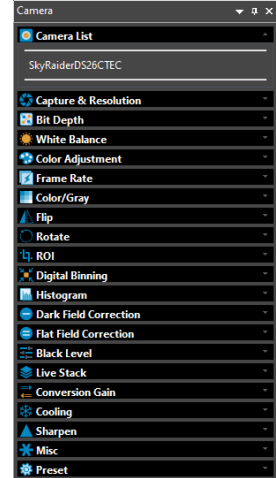 Camera
Camera List
SkyRaiderDS26CTEC
Capture & Resolution
Bit Depth
White Balance
Color Adjustment
Frame Rate
Color/Gray
Flip
Rotate
ROI
Digital Binning
Histogram
Dark Field Correction
Flat Field Correction
Black Level
Live Stack
Conversion Gain
Cooling
Sharpen
Misc
Preset